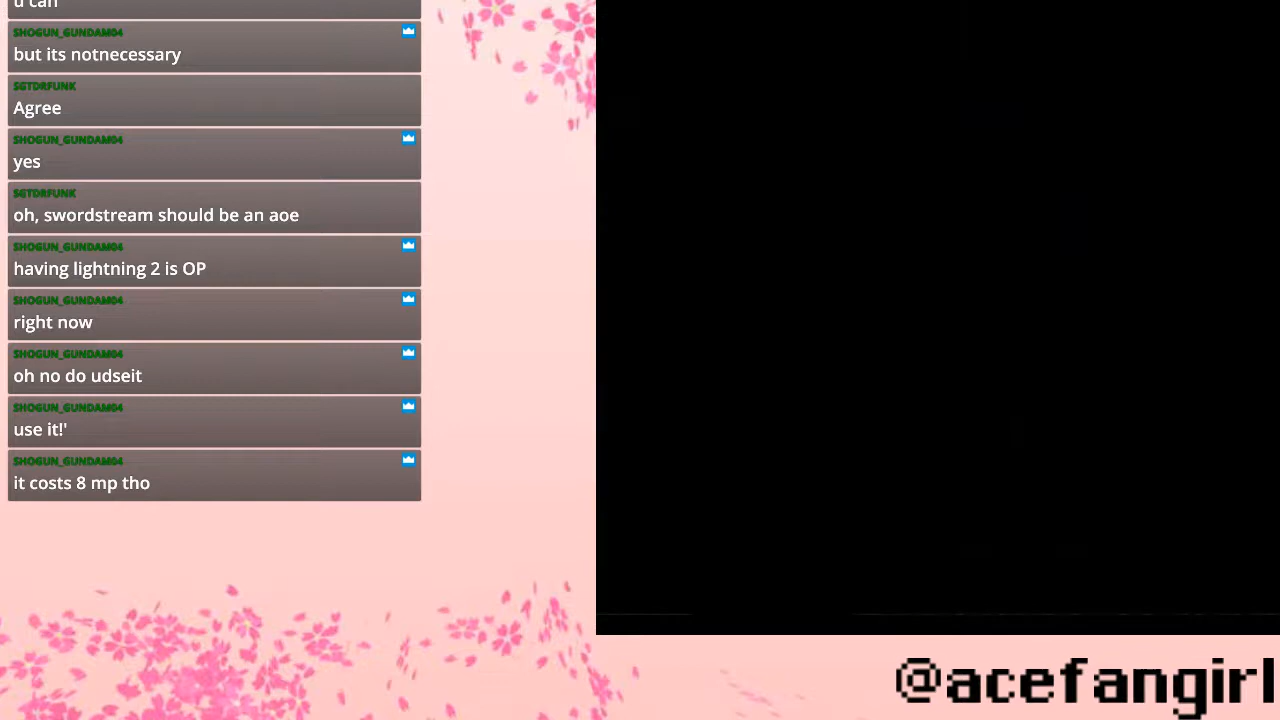 u can
SHOGUN_GUNDAM04
but its notnecessary
SGTDRFUNK
Agree
SHOGUN_GUNDAM04
yes
SGTDRFUNK
oh, swordstream should be an aoe
SHOGUN_GUNDAM04
having lightning 2 is OP
SHOGUN_GUNDAM04
right now
SHOGUN_GUNDAM04
oh no do udseit
SHOGUN_GUNDAM04
use it!'
SHOGUN_GUNDAM04
it costs 8 mp tho
@acefangirl